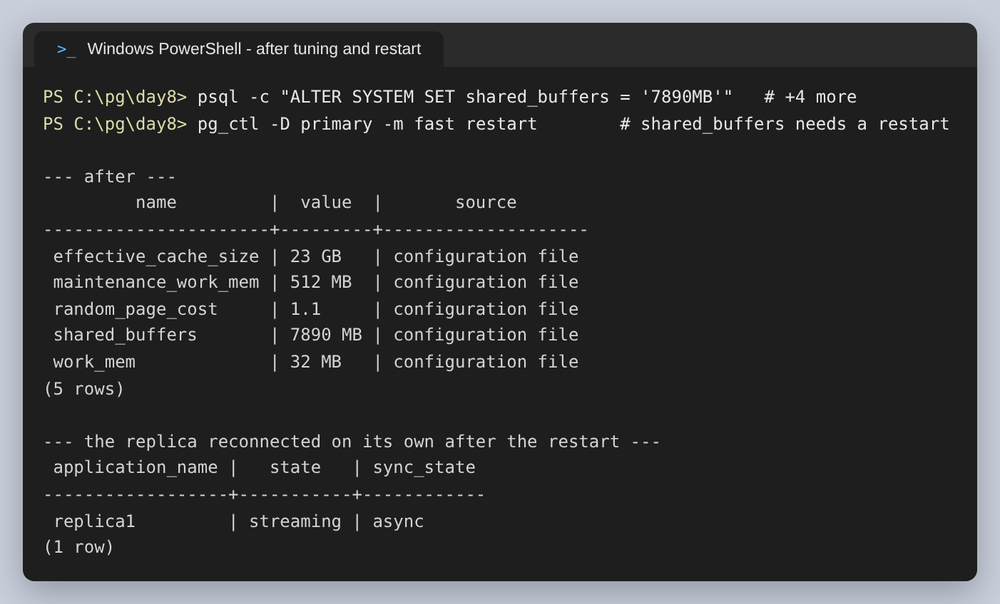 >_ Windows PowerShell - after tuning and restart
PS C:\pg\day8> psql -c "ALTER SYSTEM SET shared_buffers = '7890MB'"   # +4 more
PS C:\pg\day8> pg_ctl -D primary -m fast restart        # shared_buffers needs a restart
--- after ---
         name         |  value  |       source
----------------------+---------+--------------------
 effective_cache_size | 23 GB   | configuration file
 maintenance_work_mem | 512 MB  | configuration file
 random_page_cost     | 1.1     | configuration file
 shared_buffers       | 7890 MB | configuration file
 work_mem             | 32 MB   | configuration file
(5 rows)
--- the replica reconnected on its own after the restart ---
 application_name |   state   | sync_state
------------------+-----------+------------
 replica1         | streaming | async
(1 row)